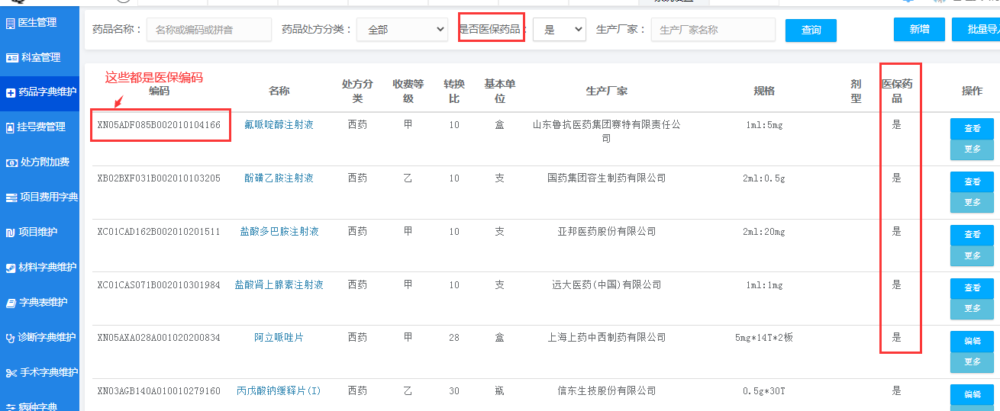 医生管理
科室管理
药品字典维护
挂号费管理
处方附加费
项目费用字典
项目维护
材料字典维护
字典表维护
诊断字典维护
手术字典维护
病种字典
药品名称： 名称或编码或拼音 药品处方分类： 全部 是否医保药品： 是 生产厂家： 生产厂家名称 查询 新增 批量导入
这些都是医保编码
编码 名称 处方分类 收费等级 转换比 基本单位 生产厂家 规格 剂型 医保药品 操作
XN05ADF085B002010104166 氟哌啶醇注射液 西药 甲 10 盒 山东鲁抗医药集团赛特有限责任公司 1ml:5mg 是 查看
更多
XB02BXF031B002010103205 酚磺乙胺注射液 西药 乙 10 支 国药集团容生制药有限公司 2ml:0.5g 是 查看
更多
XC01CAD162B002010201511 盐酸多巴胺注射液 西药 甲 10 支 亚邦医药股份有限公司 2ml:20mg 是 查看
更多
XC01CAS071B002010301984 盐酸肾上腺素注射液 西药 甲 10 支 远大医药(中国)有限公司 1ml:1mg 是 查看
更多
XN05AXA028A001020200834 阿立哌唑片 西药 甲 28 盒 上海上药中西制药有限公司 5mg*14T*2板 是 编辑
更多
XN03AGB140A010010279160 丙戊酸钠缓释片(I) 西药 乙 30 瓶 信东生技股份有限公司 0.5g*30T 是 编辑